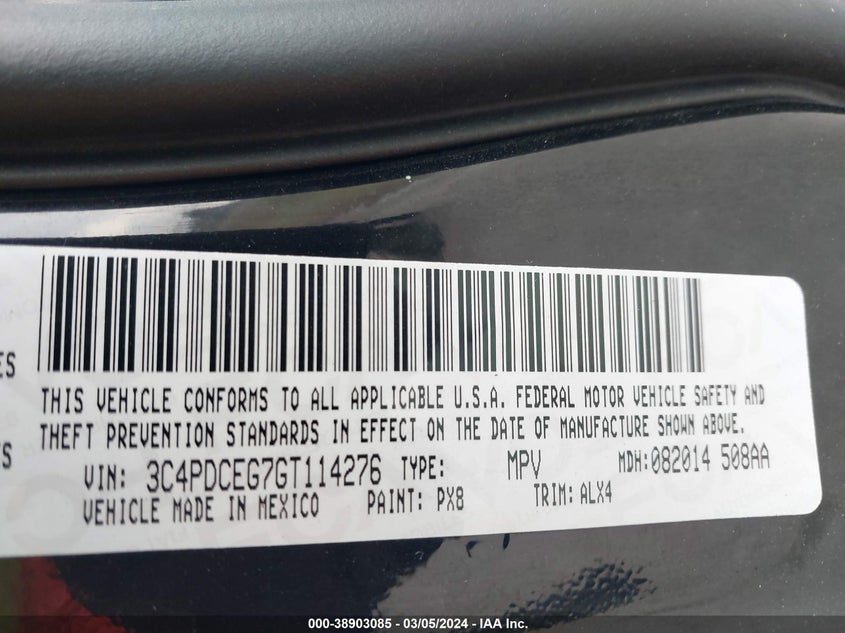 ES
THIS VEHICLE CONFORMS TO ALL APPLICABLE U.S.A. FEDERAL MOTOR VEHICLE SAFETY AND
THEFT PREVENTION STANDARDS IN EFFECT ON THE DATE OF MANUFACTURE SHOWN ABOVE.
TS
VIN: 3C4PDCEG7GT114276 TYPE: MPV MDH:082014 508AA
VEHICLE MADE IN MEXICO PAINT: PX8 TRIM: ALX4
000-38903085 - 03/05/2024 - IAA Inc.